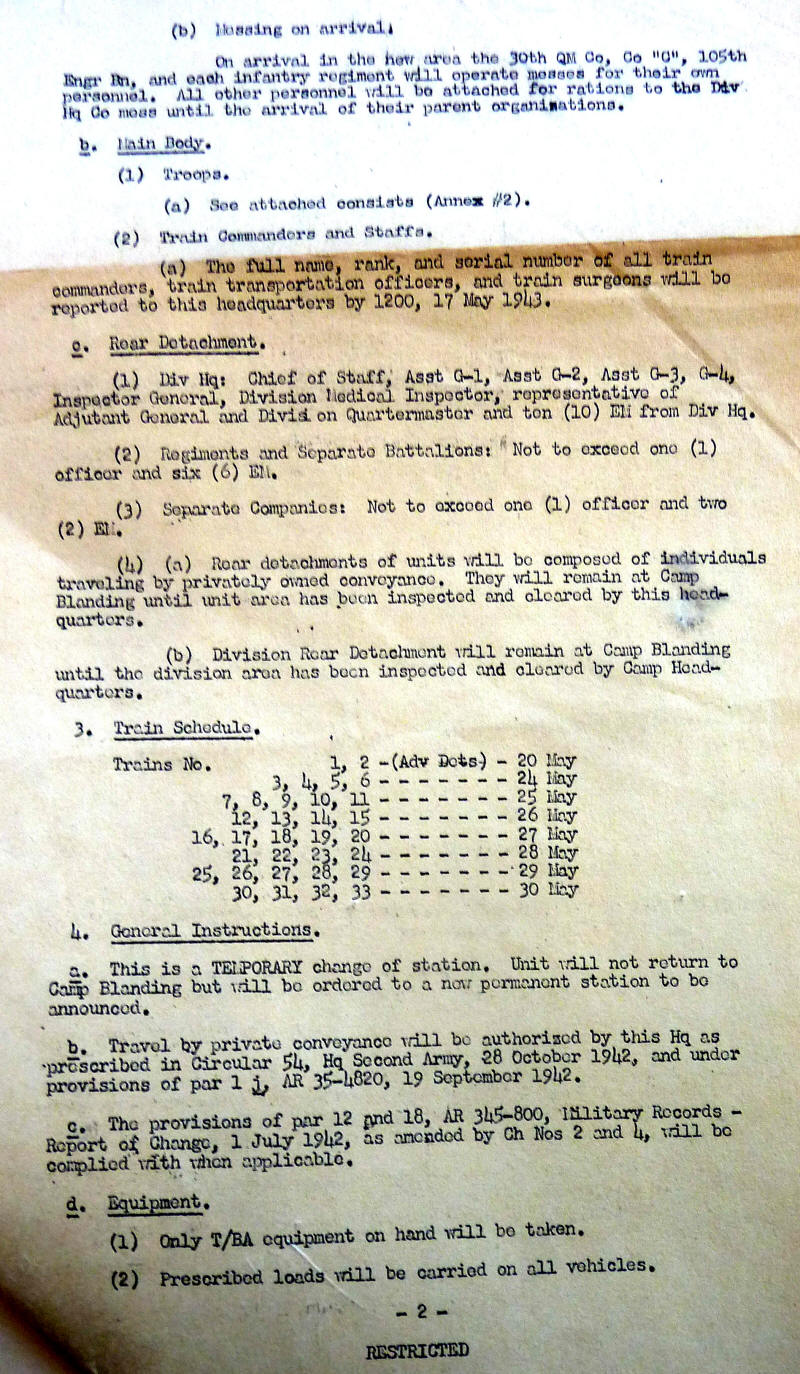 (b) Messing on arrival.
On arrival in the new area the 30th QM Co, Co "C", 105th
Engr Bn, and each infantry regiment will operate messes for their own
personnel. All other personnel will be attached for rations to the Div
Hq Co mess until the arrival of their parent organizations.
b. Main Body.
(1) Troops.
(a) See attached consists (Annex #2).
(2) Train Commanders and Staffs.
(a) The full name, rank, and serial number of all train
commanders, train transportation officers, and train surgeons will be
reported to this headquarters by 1200, 17 May 1943.
c. Rear Detachment.
(1) Div Hq: Chief of Staff, Asst G-1, Asst G-2, Asst G-3, G-4,
Inspector General, Division Medical Inspector, representative of
Adjutant General and Division Quartermaster and ten (10) EM from Div Hq.
(2) Regiments and Separate Battalions: Not to exceed one (1)
officer and six (6) EM.
(3) Separate Companies: Not to exceed one (1) officer and two
(2) EM.
(4) (a) Rear detachments of units will be composed of individuals
traveling by privately owned conveyance. They will remain at Camp
Blanding until unit area has been inspected and cleared by this head-
quarters.
(b) Division Rear Detachment will remain at Camp Blanding
until the division area has been inspected and cleared by Camp Head-
quarters.
3. Train Schedule.
Trains No. 1, 2 -(Adv Dets) - 20 May
3, 4, 5, 6 - - - - - - - 24 May
7, 8, 9, 10, 11 - - - - - - - 25 May
12, 13, 14, 15 - - - - - - - 26 May
16, 17, 18, 19, 20 - - - - - - - 27 May
21, 22, 23, 24 - - - - - - - 28 May
25, 26, 27, 28, 29 - - - - - - - 29 May
30, 31, 32, 33 - - - - - - - 30 May
4. General Instructions.
a. This is a TEMPORARY change of station. Unit will not return to
Camp Blanding but will be ordered to a new permanent station to be
announced.
b. Travel by private conveyance will be authorized by this Hq as
prescribed in Circular 54, Hq Second Army, 28 October 1942, and under
provisions of par 1 j, AR 35-4820, 19 September 1942.
c. The provisions of par 12 and 18, AR 345-800, Military Records -
Report of Change, 1 July 1942, as amended by Ch Nos 2 and 4, will be
complied with when applicable.
d. Equipment.
(1) Only T/BA equipment on hand will be taken.
(2) Prescribed loads will be carried on all vehicles.
- 2 -
RESTRICTED